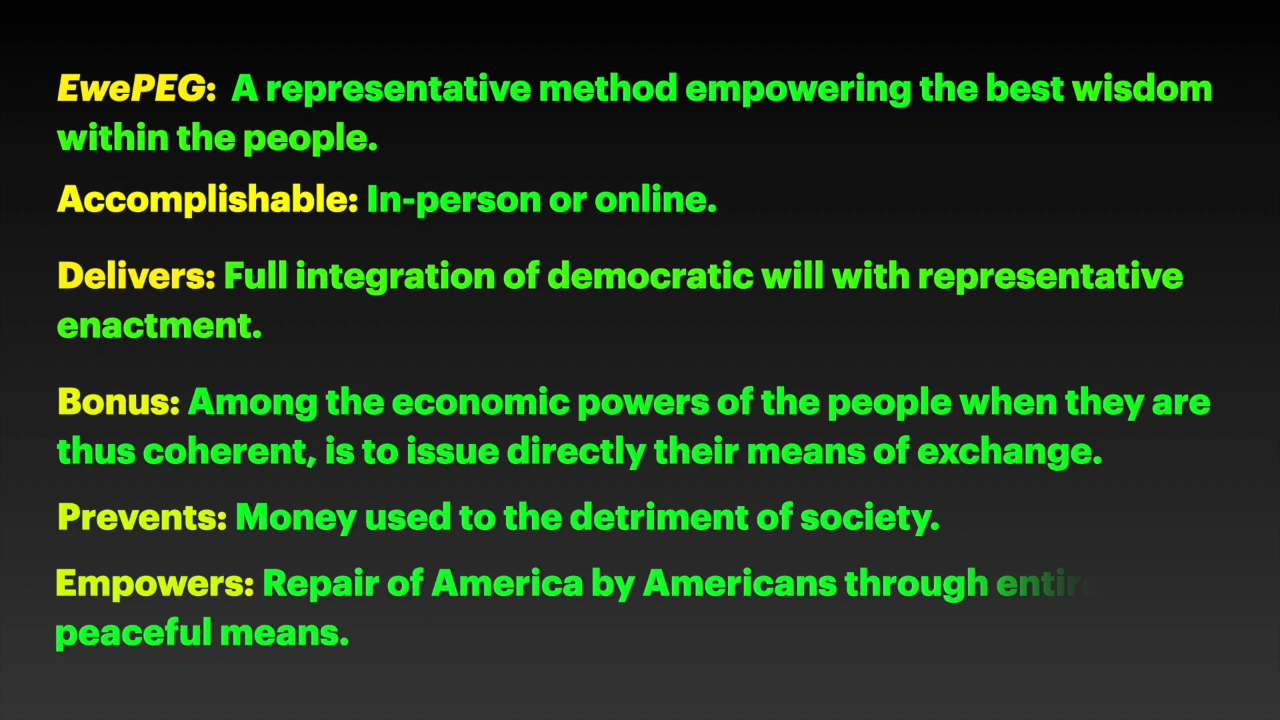 EwePEG: A representative method empowering the best wisdom
within the people.
Accomplishable: In-person or online.
Delivers: Full integration of democratic will with representative
enactment.
Bonus: Among the economic powers of the people when they are
thus coherent, is to issue directly their means of exchange.
Prevents: Money used to the detriment of society.
Empowers: Repair of America by Americans through
peaceful means.